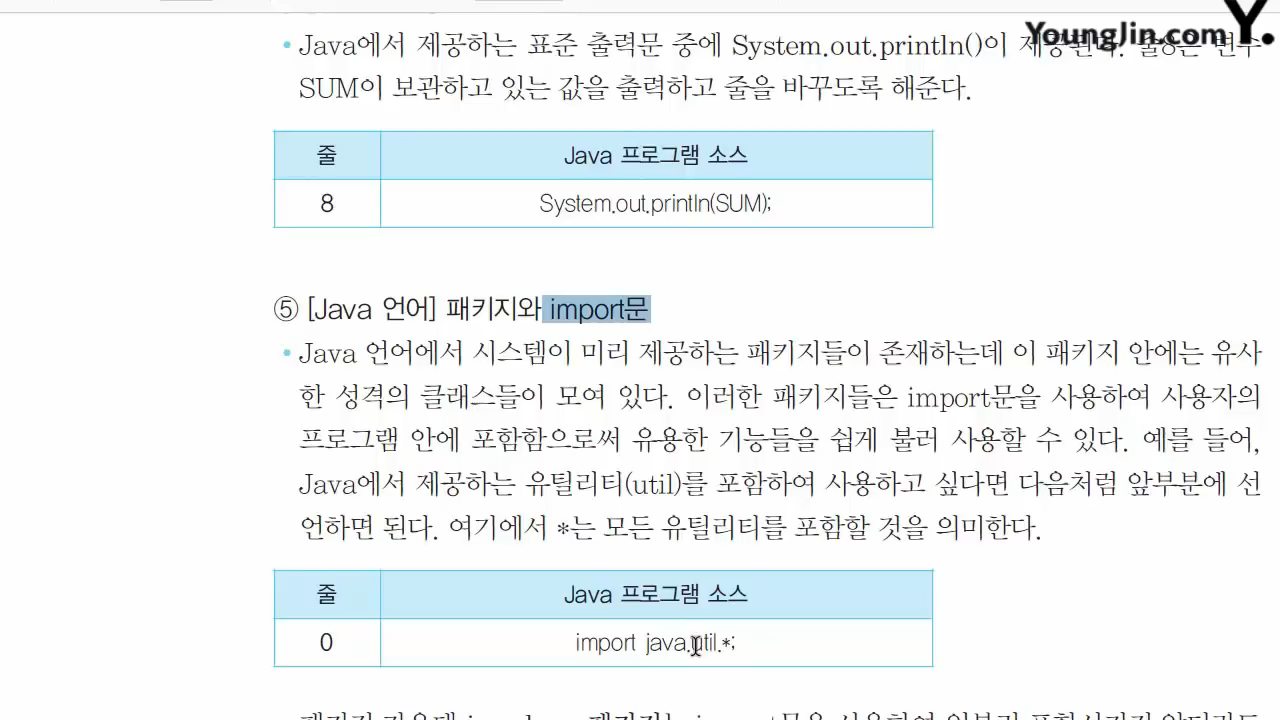 YoungJin.com Y.
• Java에서 제공하는 표준 출력문 중에 System.out.println()이 제공된다. 줄8은 변수
SUM이 보관하고 있는 값을 출력하고 줄을 바꾸도록 해준다.
줄 Java 프로그램 소스
8 System.out.println(SUM);
⑤ [Java 언어] 패키지와 import문
• Java 언어에서 시스템이 미리 제공하는 패키지들이 존재하는데 이 패키지 안에는 유사
한 성격의 클래스들이 모여 있다. 이러한 패키지들은 import문을 사용하여 사용자의
프로그램 안에 포함함으로써 유용한 기능들을 쉽게 불러 사용할 수 있다. 예를 들어,
Java에서 제공하는 유틸리티(util)를 포함하여 사용하고 싶다면 다음처럼 앞부분에 선
언하면 된다. 여기에서 *는 모든 유틸리티를 포함할 것을 의미한다.
줄 Java 프로그램 소스
0 import java.util.*;